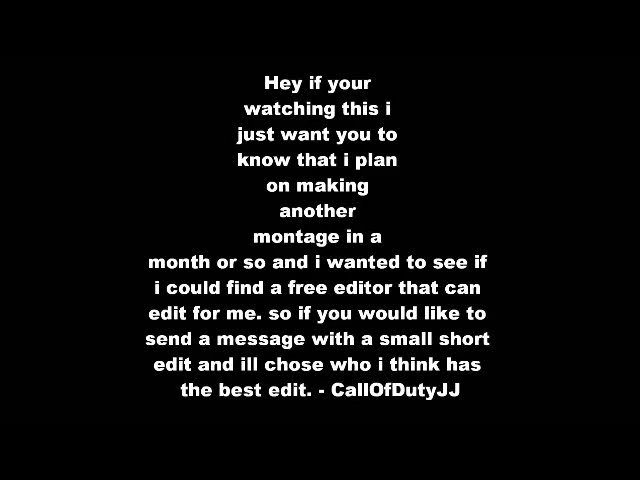 Hey if your
watching this i
just want you to
know that i plan
on making
another
montage in a
month or so and i wanted to see if
i could find a free editor that can
edit for me. so if you would like to
send a message with a small short
edit and ill chose who i think has
the best edit. - CallOfDutyJJ